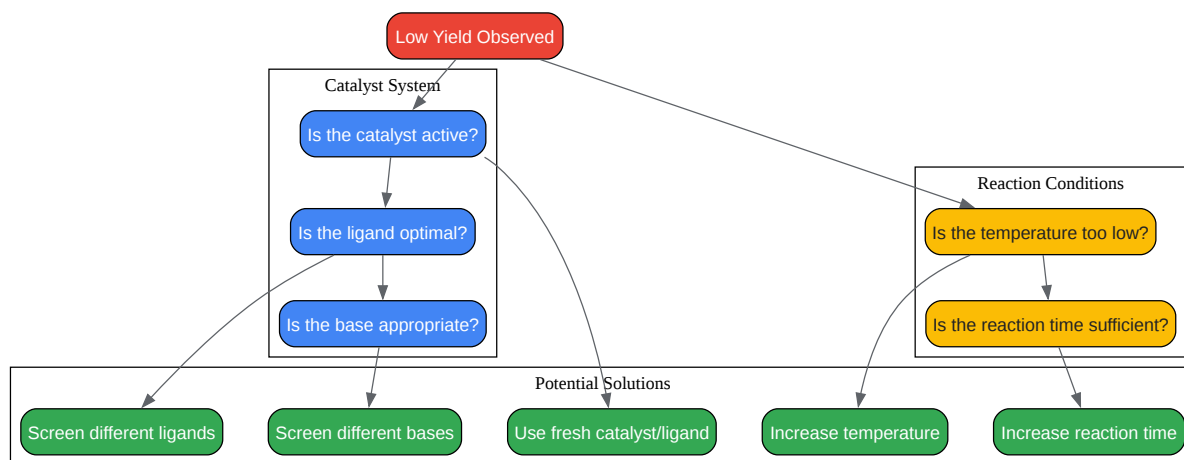 Low Yield Observed
Catalyst System
Is the catalyst active?
Reaction Conditions
Is the ligand optimal?
Is the temperature too low?
Is the base appropriate?
Is the reaction time sufficient?
Potential Solutions
Screen different ligands
Screen different bases
Use fresh catalyst/ligand
Increase temperature
Increase reaction time